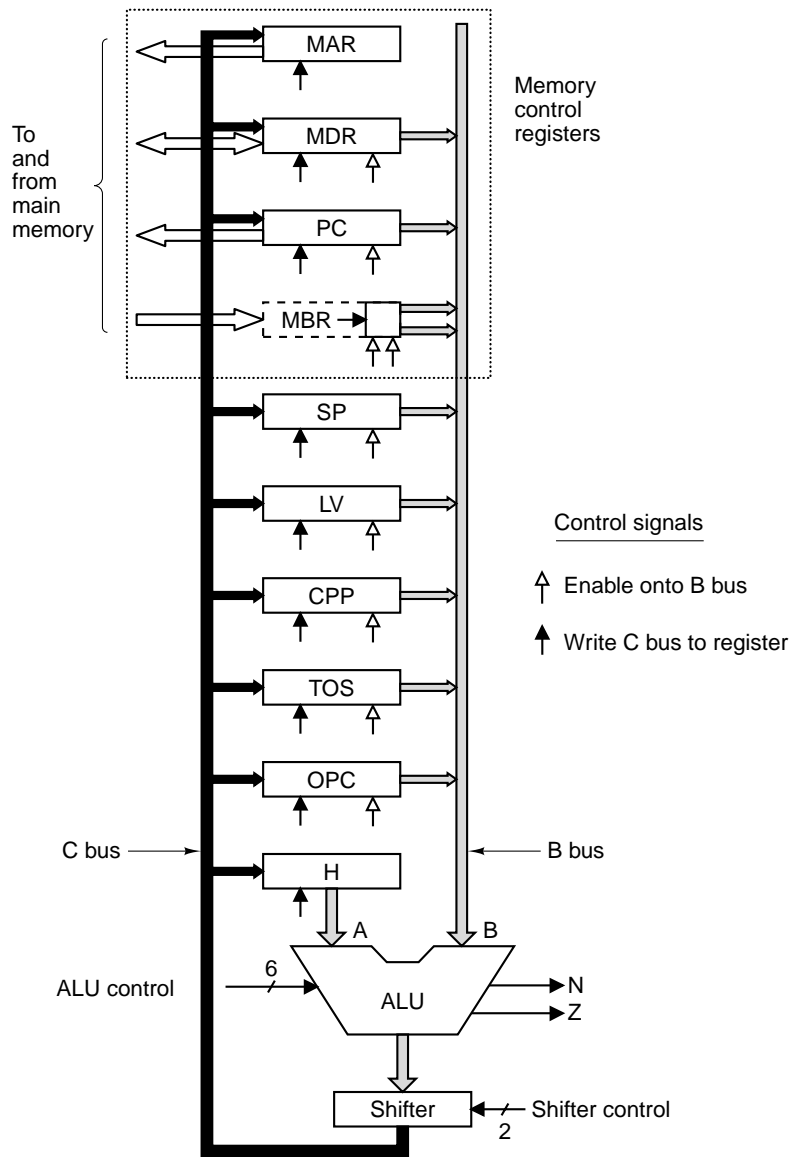 MAR
Memory
control
registers
To
and
from
main
memory
MDR
PC
MBR
SP
LV
Control signals
CPP
Enable onto B bus
Write C bus to register
TOS
OPC
C bus
B bus
H
A
B
6
ALU control
ALU
N
Z
Shifter
Shifter control
2